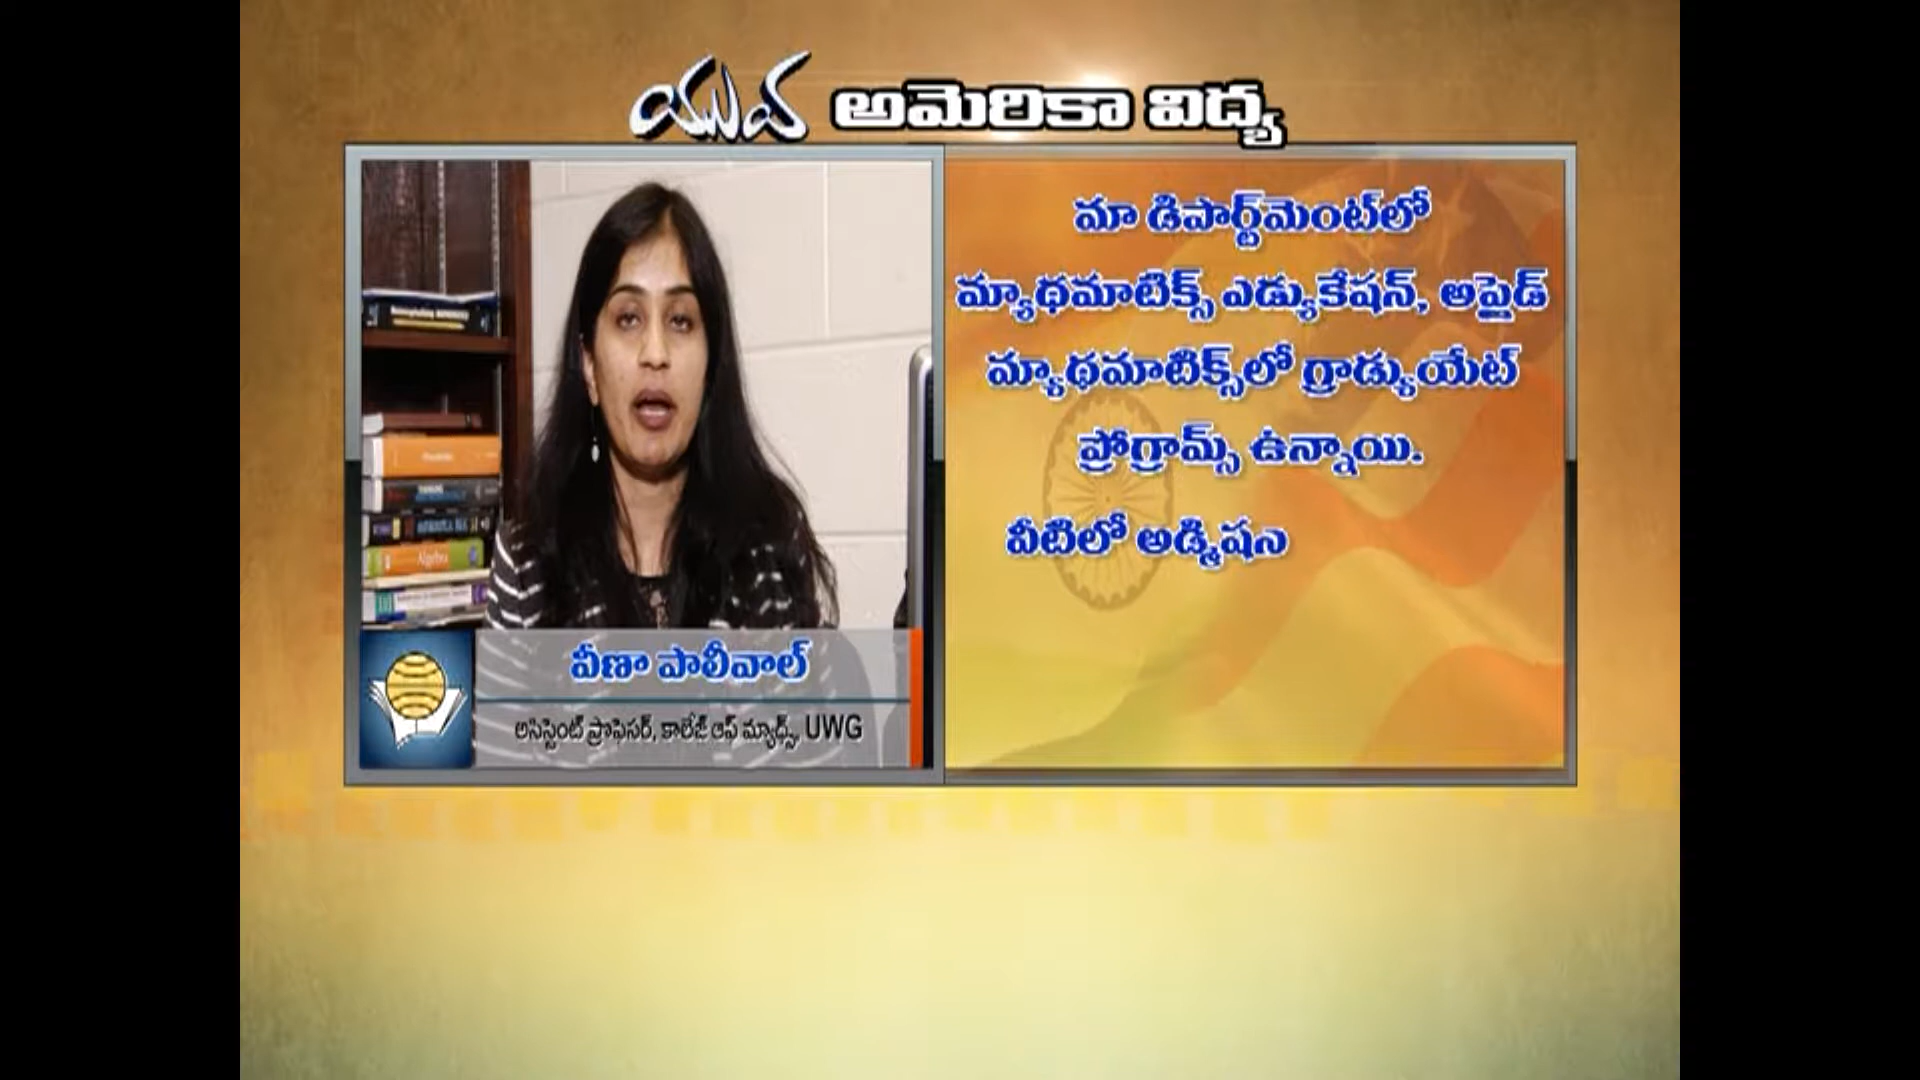 యువ అమెరికా విద్య
మా డిపార్ట్‌మెంట్‌లో
మ్యాథమాటిక్స్ ఎడ్యుకేషన్, అప్లైడ్
మ్యాథమాటిక్స్‌లో గ్రాడ్యుయేట్
ప్రోగ్రామ్స్ ఉన్నాయి.
వీటిలో అడ్మిషన
Algebra
వీణా పాలీవాల్
అసిస్టెంట్ ప్రొఫెసర్, కాలేజ్ ఆఫ్ మ్యాథ్స్, UWG